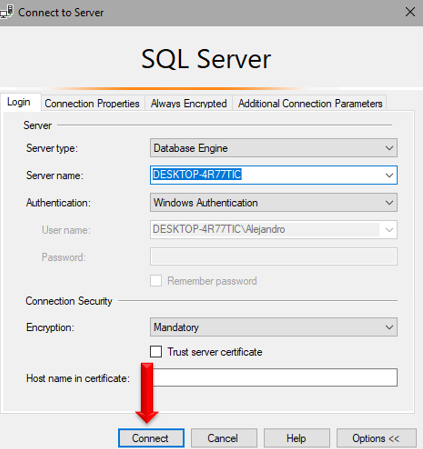 Connect to Server
SQL Server
Login Connection Properties Always Encrypted Additional Connection Parameters
Server
Server type: Database Engine
Server name: DESKTOP-4R77TIC
Authentication: Windows Authentication
User name: DESKTOP-4R77TIC\Alejandro
Password:
Remember password
Connection Security
Encryption: Mandatory
Trust server certificate
Host name in certificate:
Connect Cancel Help Options <<